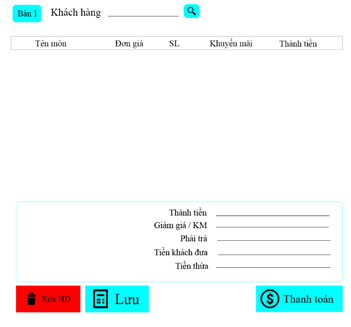 Bàn 1 Khách hàng
Tên món Đơn giá SL Khuyến mãi Thành tiền
Thành tiền
Giảm giá / KM
Phải trả
Tiền khách đưa
Tiền thừa
Xóa HĐ Lưu Thanh toán